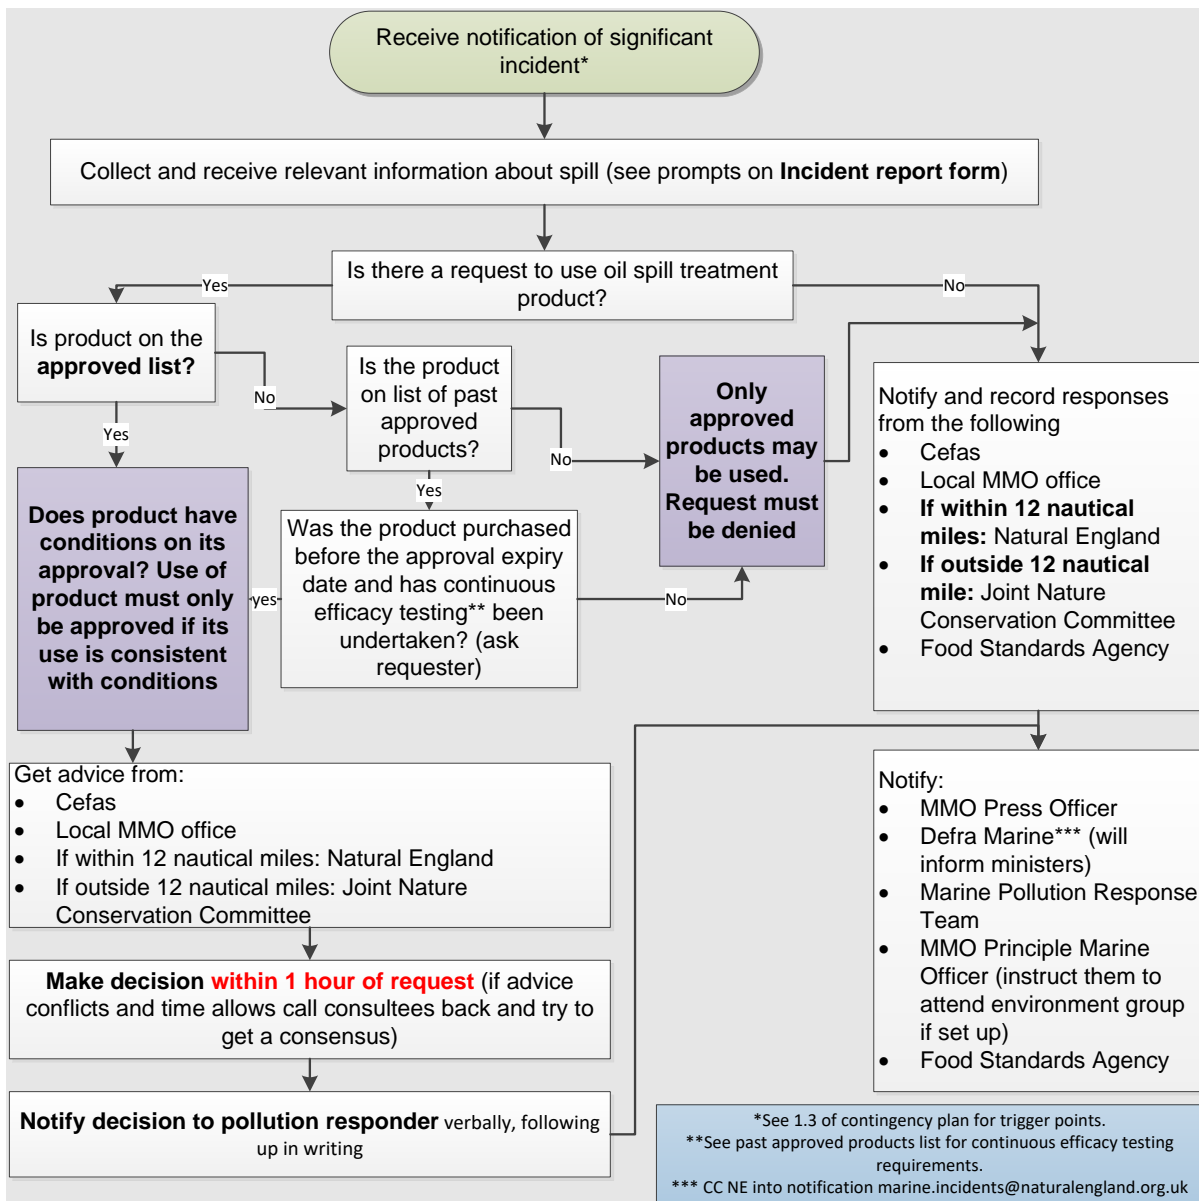 Receive notification of significant
incident*
Collect and receive relevant information about spill (see prompts on Incident report form)
Is there a request to use oil spill treatment
product?
Yes
No
Is product on the
approved list?
No
Yes
Is the product
on list of past
approved
products?
No
Yes
Only
approved
products may
be used.
Request must
be denied
Notify and record responses
from the following
• Cefas
• Local MMO office
• If within 12 nautical
miles: Natural England
• If outside 12 nautical
mile: Joint Nature
Conservation Committee
• Food Standards Agency
Does product have
conditions on its
approval? Use of
product must only
be approved if its
use is consistent
with conditions
yes
Was the product purchased
before the approval expiry
date and has continuous
efficacy testing** been
undertaken? (ask
requester)
No
Get advice from:
• Cefas
• Local MMO office
• If within 12 nautical miles: Natural England
• If outside 12 nautical miles: Joint Nature
Conservation Committee
Notify:
• MMO Press Officer
• Defra Marine*** (will
inform ministers)
• Marine Pollution Response
Team
• MMO Principle Marine
Officer (instruct them to
attend environment group
if set up)
• Food Standards Agency
Make decision within 1 hour of request (if advice
conflicts and time allows call consultees back and try to
get a consensus)
Notify decision to pollution responder verbally, following
up in writing
*See 1.3 of contingency plan for trigger points.
**See past approved products list for continuous efficacy testing
requirements.
*** CC NE into notification marine.incidents@naturalengland.org.uk